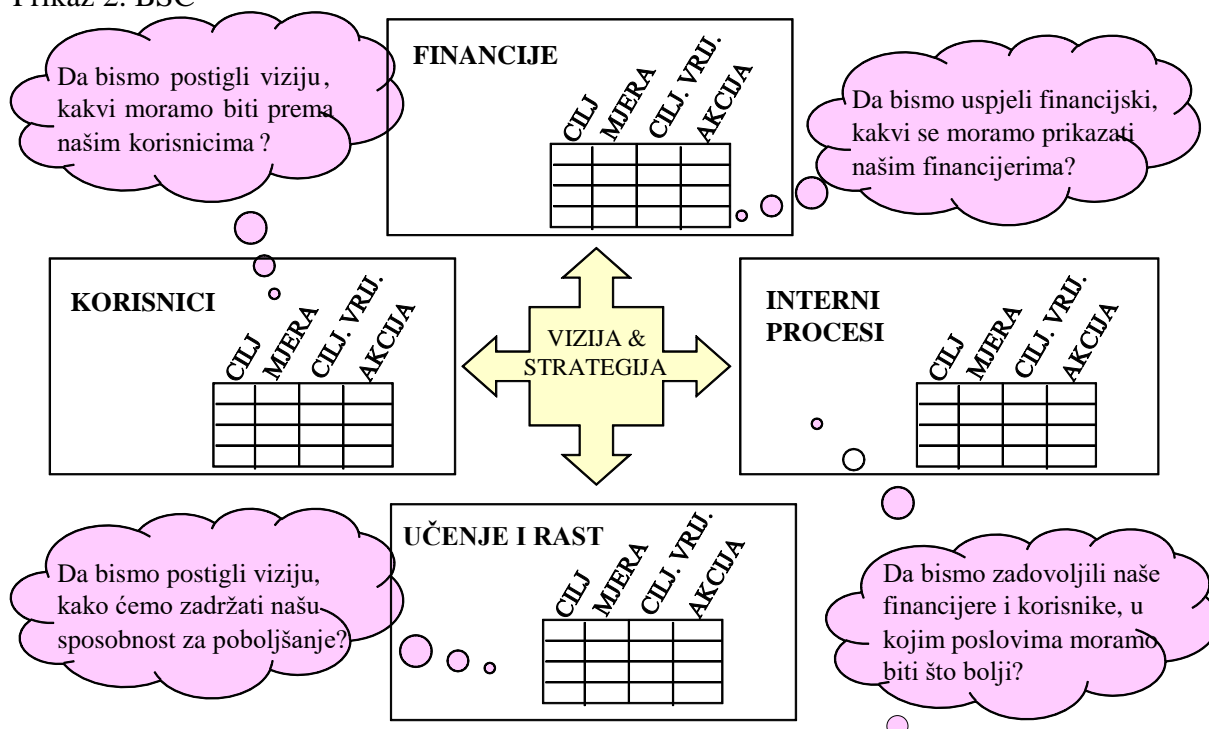 Prikaz 2. BSC
Da bismo postigli viziju,
kakvi moramo biti prema
našim korisnicima ?
FINANCIJE
CILJ
MJERA
CILJ. VRIJ.
AKCIJA
Da bismo uspjeli financijski,
kakvi se moramo prikazati
našim financijerima?
KORISNICI
CILJ
MJERA
CILJ. VRIJ.
AKCIJA
VIZIJA &
STRATEGIJA
INTERNI
PROCESI
CILJ
MJERA
CILJ. VRIJ.
AKCIJA
Da bismo postigli viziju,
kako ćemo zadržati našu
sposobnost za poboljšanje?
UČENJE I RAST
CILJ
MJERA
CILJ. VRIJ.
AKCIJA
Da bismo zadovoljili naše
financijere i korisnike, u
kojim poslovima moramo
biti što bolji?